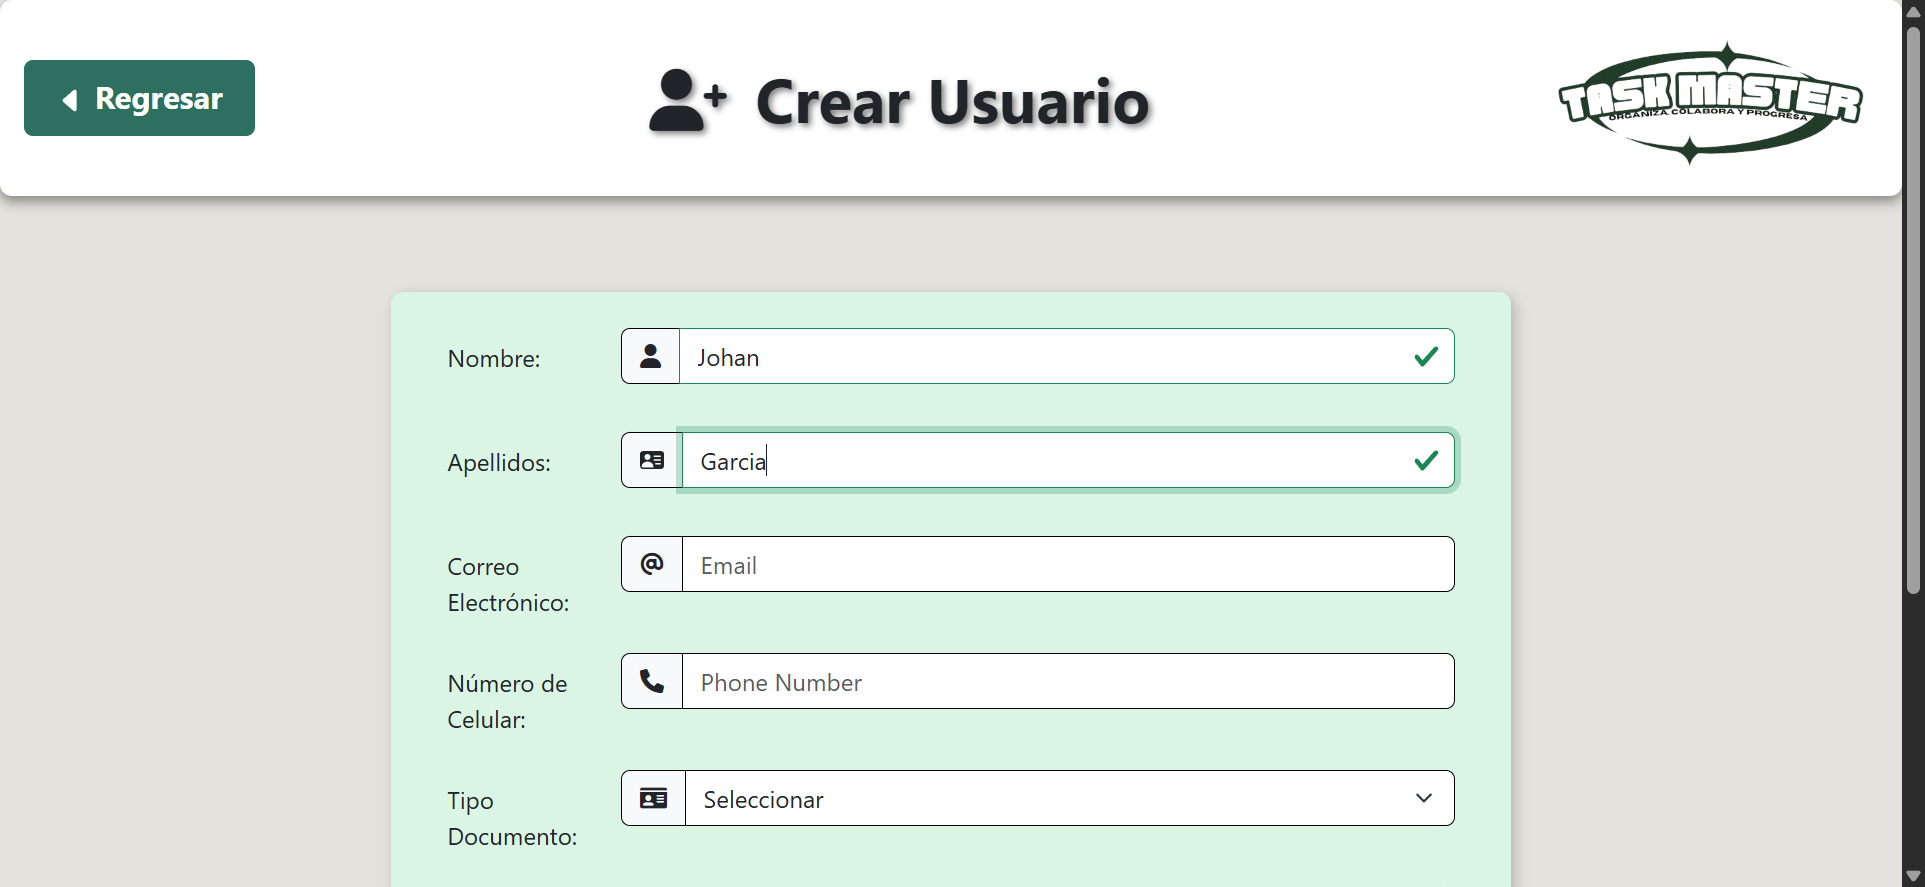 Regresar
Crear Usuario
TASK MASTER
ORGANIZA, COLABORA Y PROGRESA
Nombre:
Johan
Apellidos:
Garcia
Correo
Electrónico:
Email
Número de
Celular:
Phone Number
Tipo
Documento:
Seleccionar